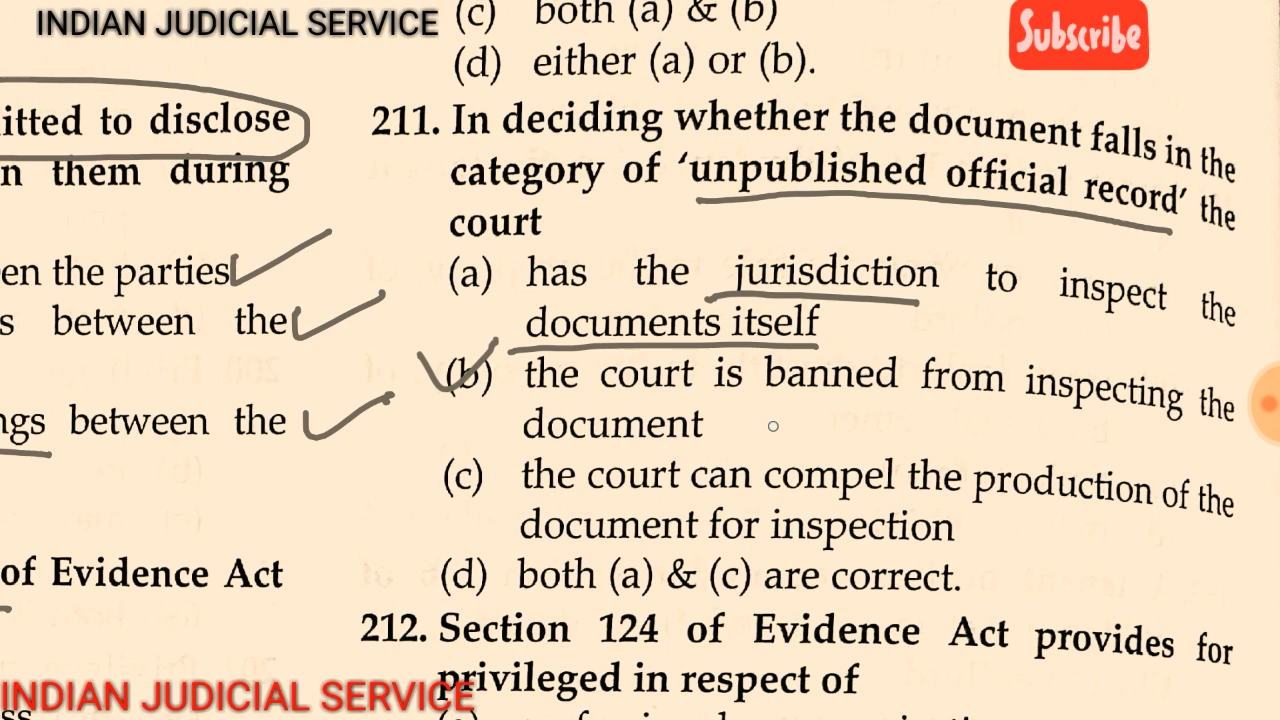 INDIAN JUDICIAL SERVICE
Subscribe
itted to disclose
n them during
en the parties
s between the
ngs between the
of Evidence Act
(c) both (a) & (b)
(d) either (a) or (b).
211. In deciding whether the document falls in the
category of ‘unpublished official record’ the
court
(a) has the jurisdiction to inspect the
documents itself
(b) the court is banned from inspecting the
document
(c) the court can compel the production of the
document for inspection
(d) both (a) & (c) are correct.
212. Section 124 of Evidence Act provides for
privileged in respect of
INDIAN JUDICIAL SERVICE